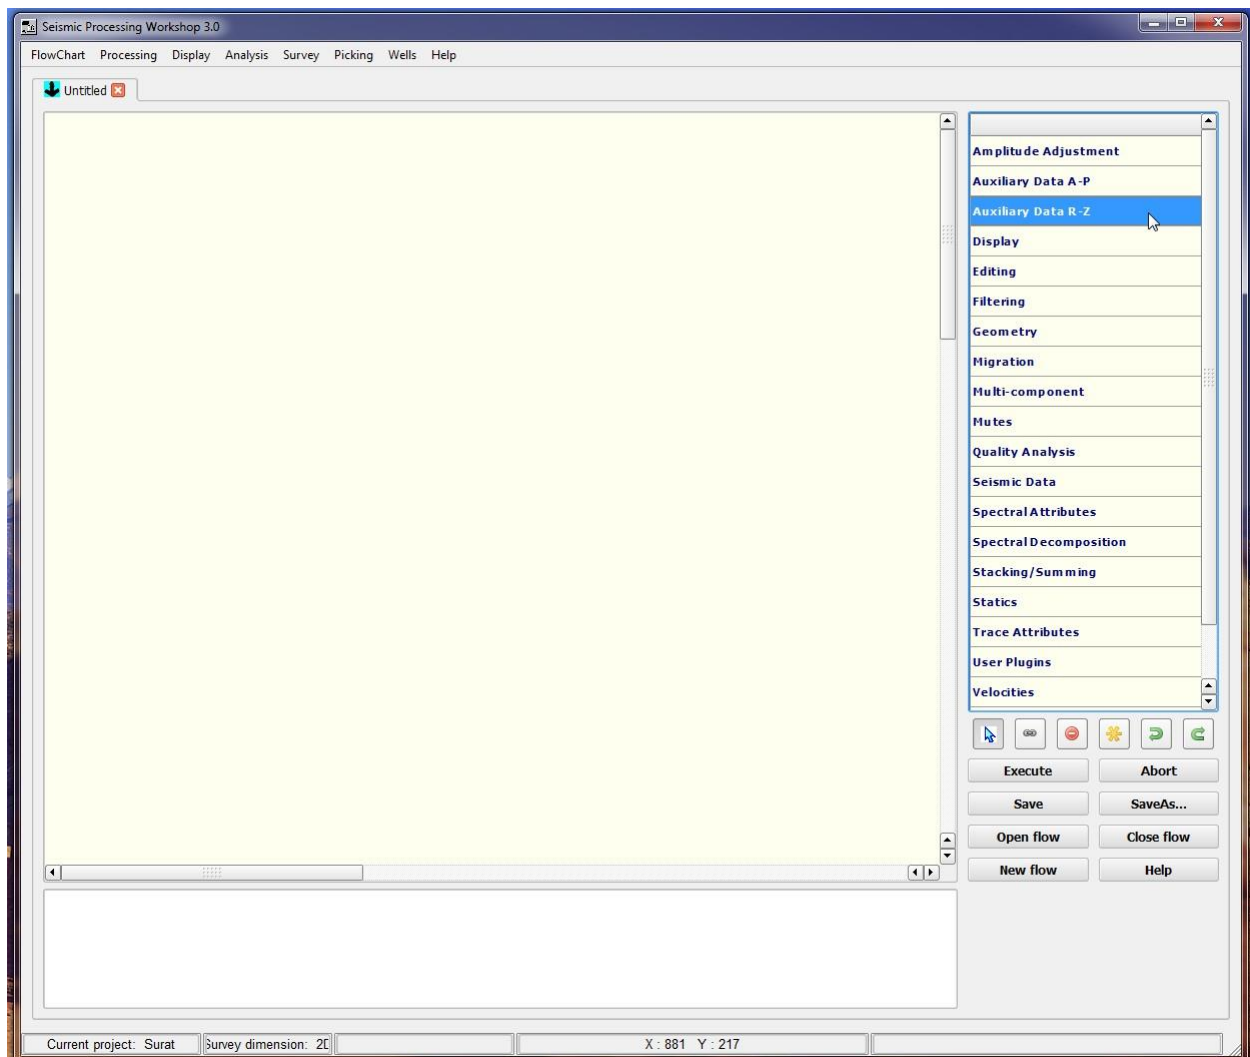 Seismic Processing Workshop 3.0
FlowChart Processing Display Analysis Survey Picking Wells Help
Untitled
Amplitude Adjustment
Auxiliary Data A-P
Auxiliary Data R-Z
Display
Editing
Filtering
Geometry
Migration
Multi-component
Mutes
Quality Analysis
Seismic Data
Spectral Attributes
Spectral Decomposition
Stacking/Summing
Statics
Trace Attributes
User Plugins
Velocities
Execute Abort
Save SaveAs...
Open flow Close flow
New flow Help
Current project: Surat Survey dimension: 2D X : 881 Y : 217